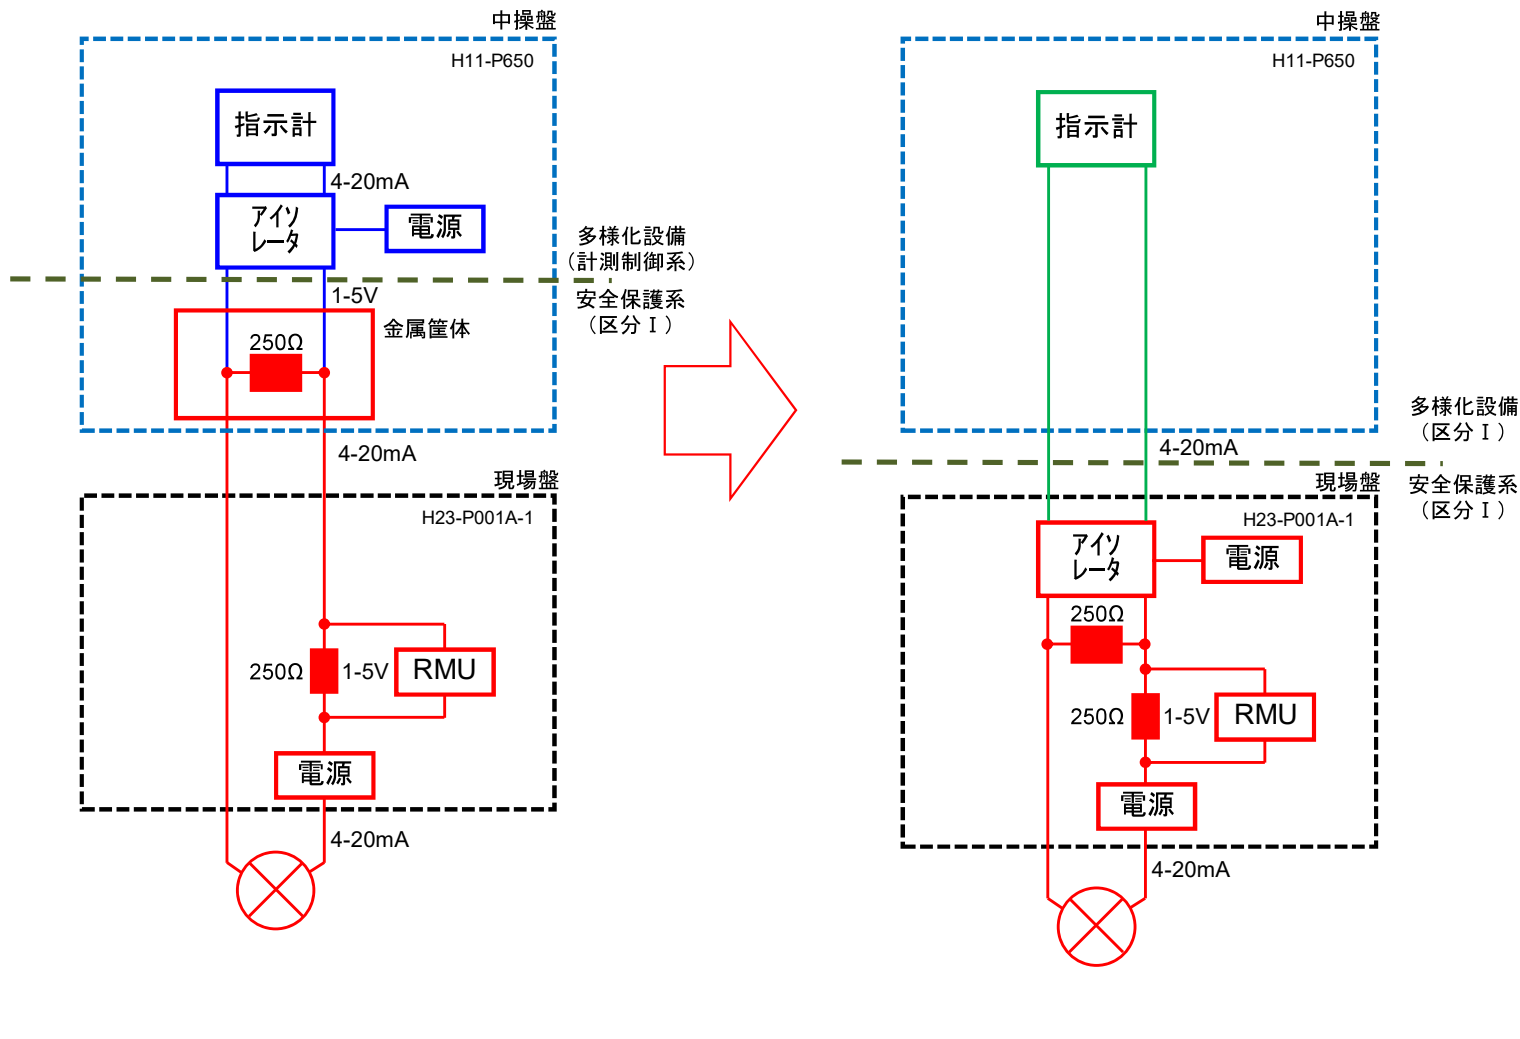 中操盤
H11-P650
指示計
4-20mA
アイソ
レータ
電源
多様化設備
（計測制御系）
安全保護系
（区分Ⅰ）
1-5V
金属筐体
250Ω
4-20mA
現場盤
H23-P001A-1
250Ω
1-5V
RMU
電源
4-20mA
中操盤
H11-P650
指示計
多様化設備
（区分Ⅰ）
4-20mA
安全保護系
（区分Ⅰ）
現場盤
H23-P001A-1
アイソ
レータ
電源
250Ω
250Ω
1-5V
RMU
電源
4-20mA